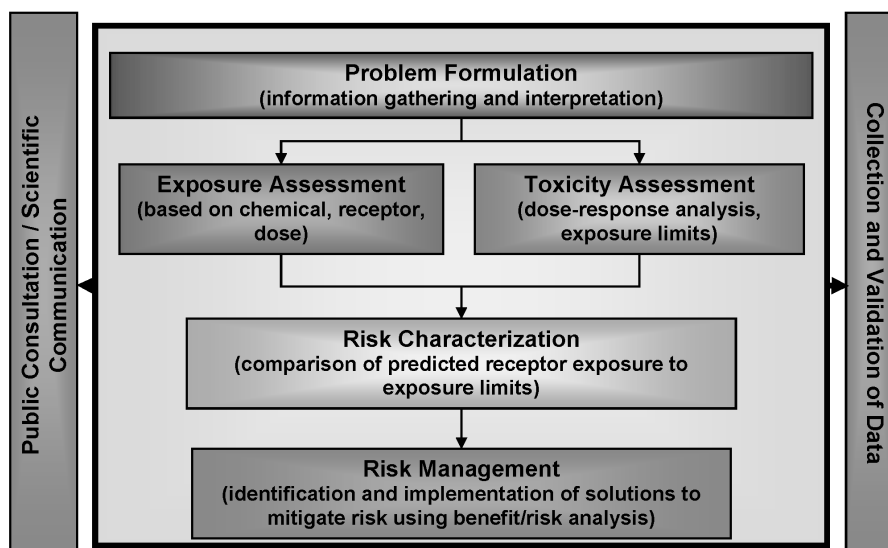 Public Consultation / Scientific
Communication
Problem Formulation
(information gathering and interpretation)
Exposure Assessment
(based on chemical, receptor,
dose)
Toxicity Assessment
(dose-response analysis,
exposure limits)
Risk Characterization
(comparison of predicted receptor exposure to
exposure limits)
Risk Management
(identification and implementation of solutions to
mitigate risk using benefit/risk analysis)
Collection and Validation of Data